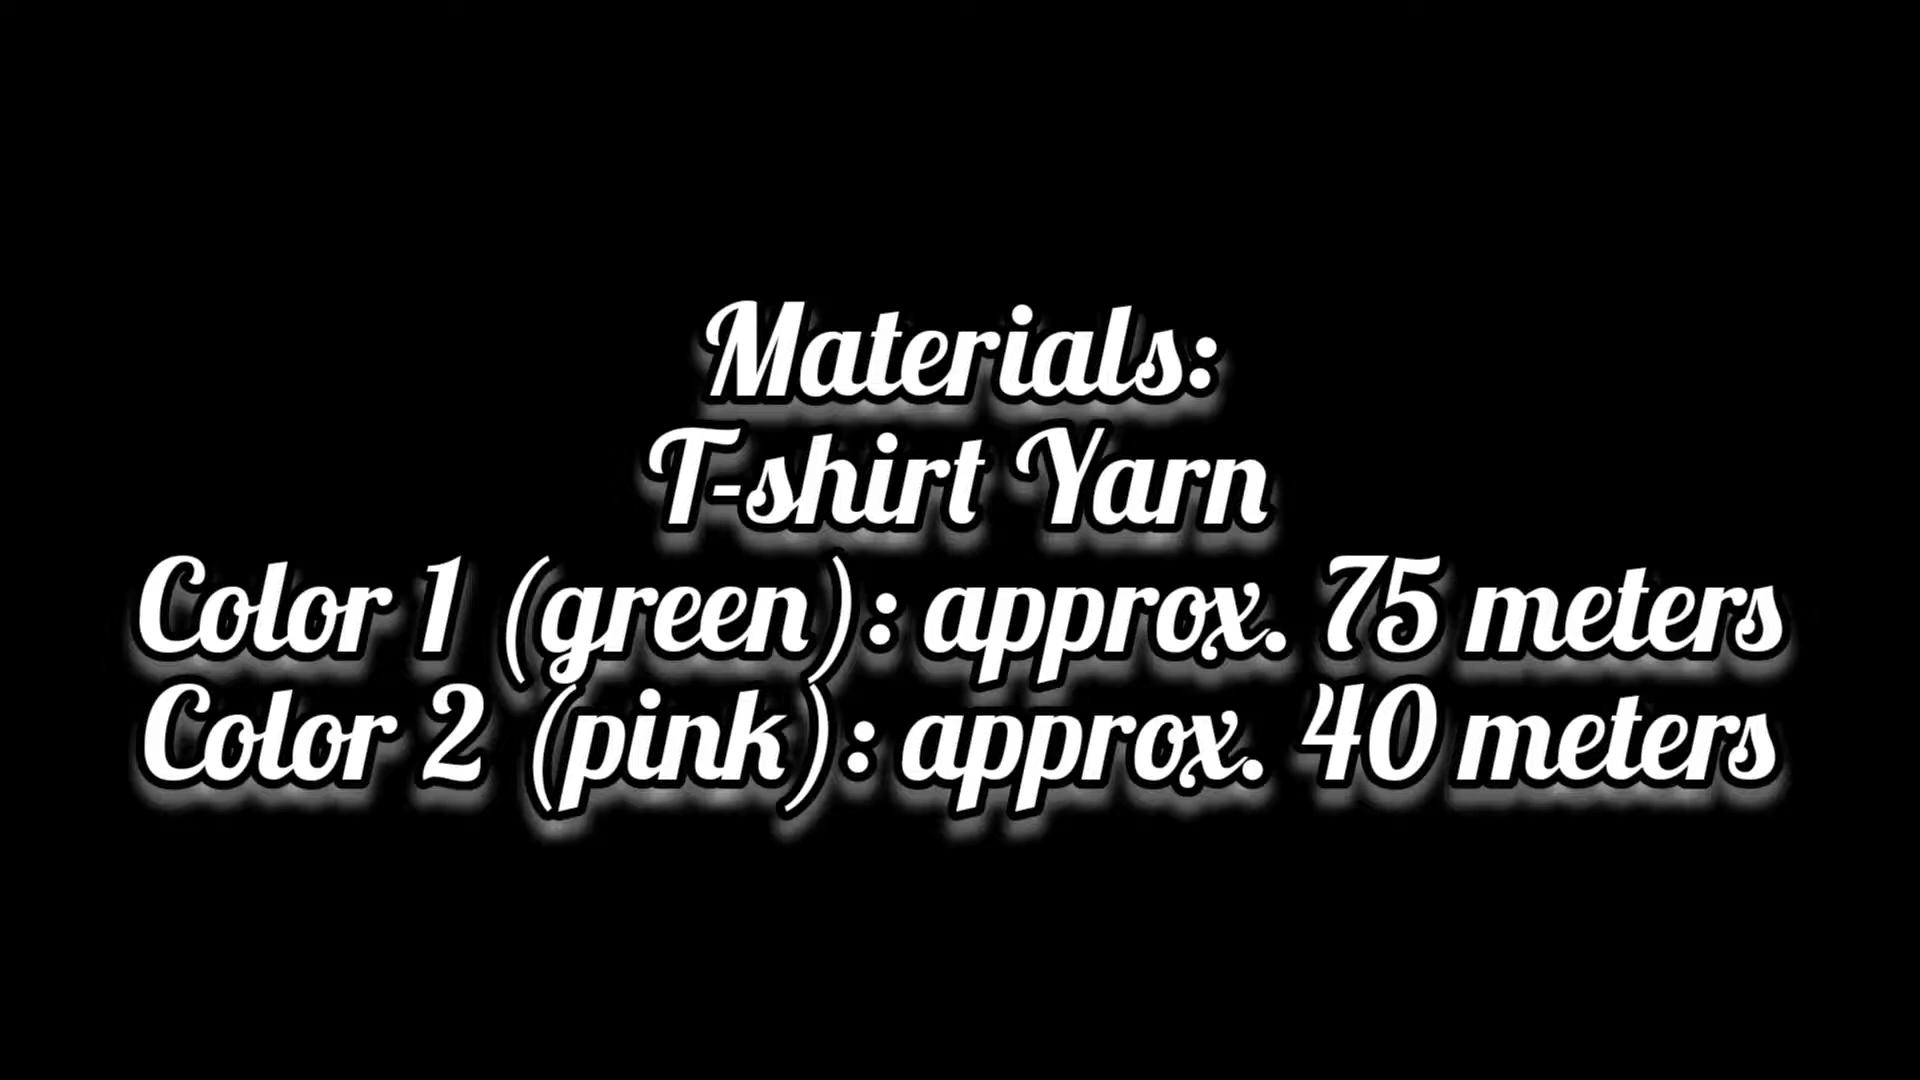 Materials:
T-shirt Yarn
Color 1 (green): approx. 75 meters
Color 2 (pink): approx. 40 meters